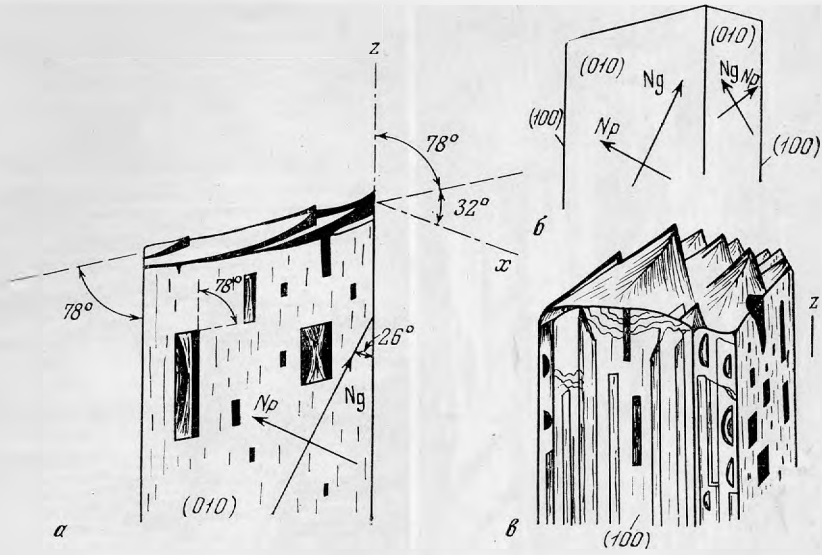 z
78°
32°
x
78°
78°
26°
Ng
Np
(010)
а
(010)
(010)
Ng
Ng
Np
Np
(100)
(100)
б
z
(100)
в